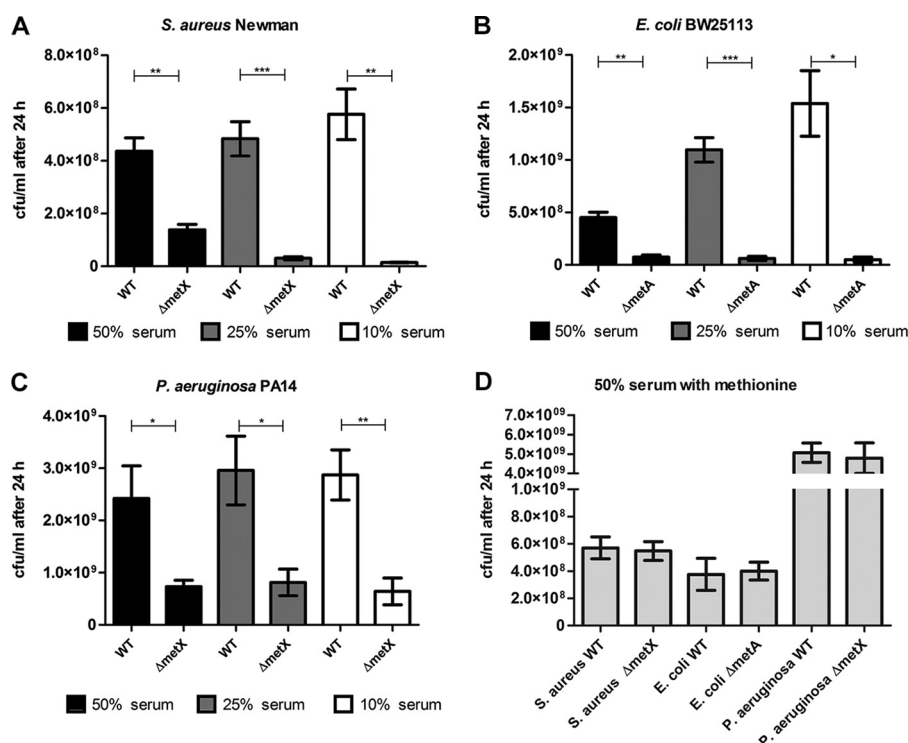 A
S. aureus Newman
cfu/ml after 24 h
8.0×10⁸
6.0×10⁸
4.0×10⁸
2.0×10⁸
0
**
***
**
WT
ΔmetX
WT
ΔmetX
WT
ΔmetX
50% serum
25% serum
10% serum
B
E. coli BW25113
cfu/ml after 24 h
2.0×10⁹
1.5×10⁹
1.0×10⁹
5.0×10⁸
0
**
***
*
WT
ΔmetA
WT
ΔmetA
WT
ΔmetA
50% serum
25% serum
10% serum
C
P. aeruginosa PA14
cfu/ml after 24 h
4.0×10⁹
3.0×10⁹
2.0×10⁹
1.0×10⁹
0
*
*
**
WT
ΔmetX
WT
ΔmetX
WT
ΔmetX
50% serum
25% serum
10% serum
D
50% serum with methionine
cfu/ml after 24 h
7.0×10⁰⁹
6.0×10⁰⁹
5.0×10⁰⁹
4.0×10⁰⁹
1.0×10⁰⁹
8.0×10⁸
6.0×10⁸
4.0×10⁸
2.0×10⁸
0
S. aureus WT
S. aureus ΔmetX
E. coli WT
E. coli ΔmetA
P. aeruginosa WT
P. aeruginosa ΔmetX